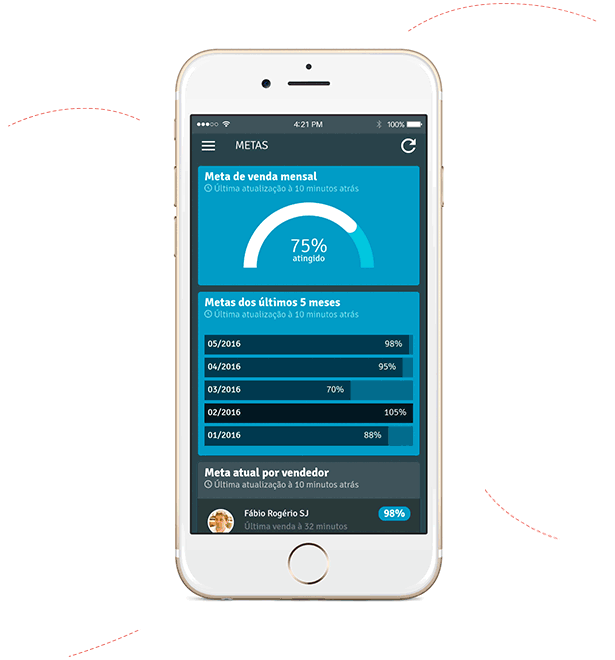 4:21 PM 100%
METAS
Meta de venda mensal
Última atualização à 10 minutos atrás
75%
atingido
Metas dos últimos 5 meses
Última atualização à 10 minutos atrás
05/2016 98%
04/2016 95%
03/2016 70%
02/2016 105%
01/2016 88%
Meta atual por vendedor
Última atualização à 10 minutos atrás
Fábio Rogério SJ 98%
Última venda à 32 minutos